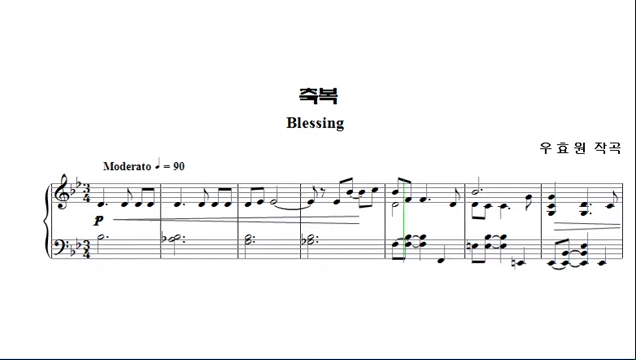 축복
Blessing
우효원 작곡
Moderato ♩ = 90
p